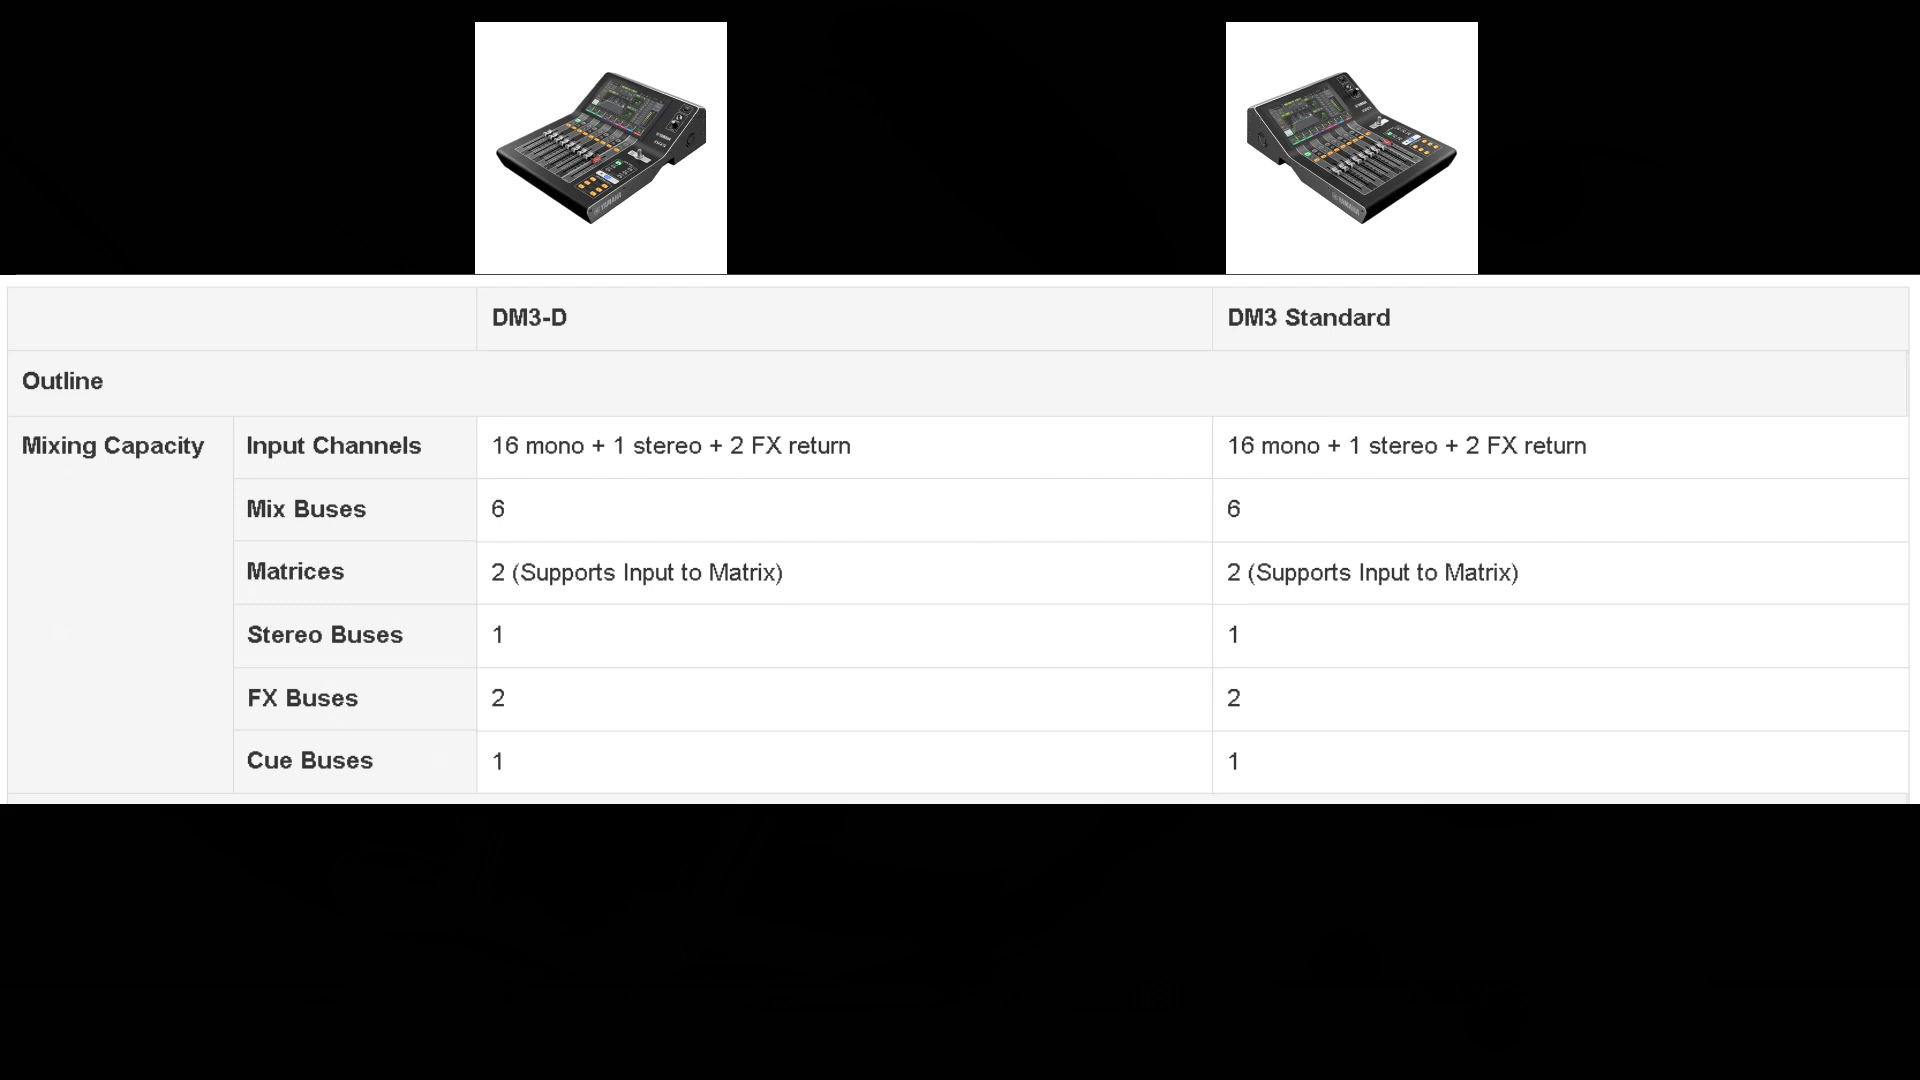 YAMAHA
YAMAHA
DM3-D
DM3 Standard
Outline
Mixing Capacity
Input Channels
16 mono + 1 stereo + 2 FX return
16 mono + 1 stereo + 2 FX return
Mix Buses
6
6
Matrices
2 (Supports Input to Matrix)
2 (Supports Input to Matrix)
Stereo Buses
1
1
FX Buses
2
2
Cue Buses
1
1